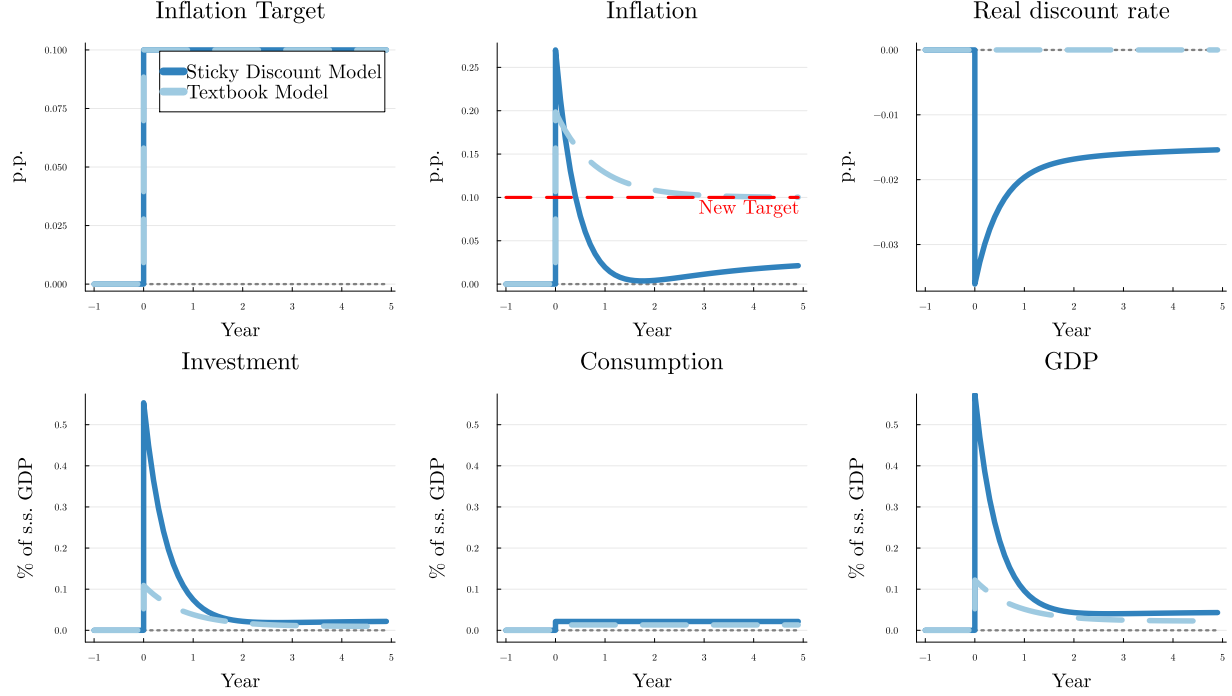 Inflation Target
Inflation
Real discount rate
p.p.
0.100
0.075
0.050
0.025
0.000
Sticky Discount Model
Textbook Model
−1 0 1 2 3 4 5
Year
p.p.
0.25
0.20
0.15
0.10
0.05
0.00
New Target
−1 0 1 2 3 4 5
Year
p.p.
0.00
−0.01
−0.02
−0.03
−1 0 1 2 3 4 5
Year
Investment
Consumption
GDP
% of s.s. GDP
0.5
0.4
0.3
0.2
0.1
0.0
−1 0 1 2 3 4 5
Year
% of s.s. GDP
0.5
0.4
0.3
0.2
0.1
0.0
−1 0 1 2 3 4 5
Year
% of s.s. GDP
0.5
0.4
0.3
0.2
0.1
0.0
−1 0 1 2 3 4 5
Year